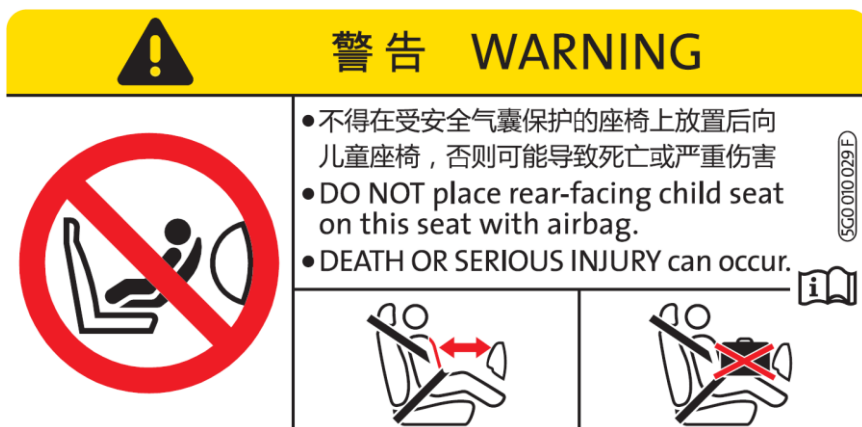 警告 WARNING
•不得在受安全气囊保护的座椅上放置后向
儿童座椅，否则可能导致死亡或严重伤害
•DO NOT place rear-facing child seat
on this seat with airbag.
•DEATH OR SERIOUS INJURY can occur.
5G0 010 029 F
i